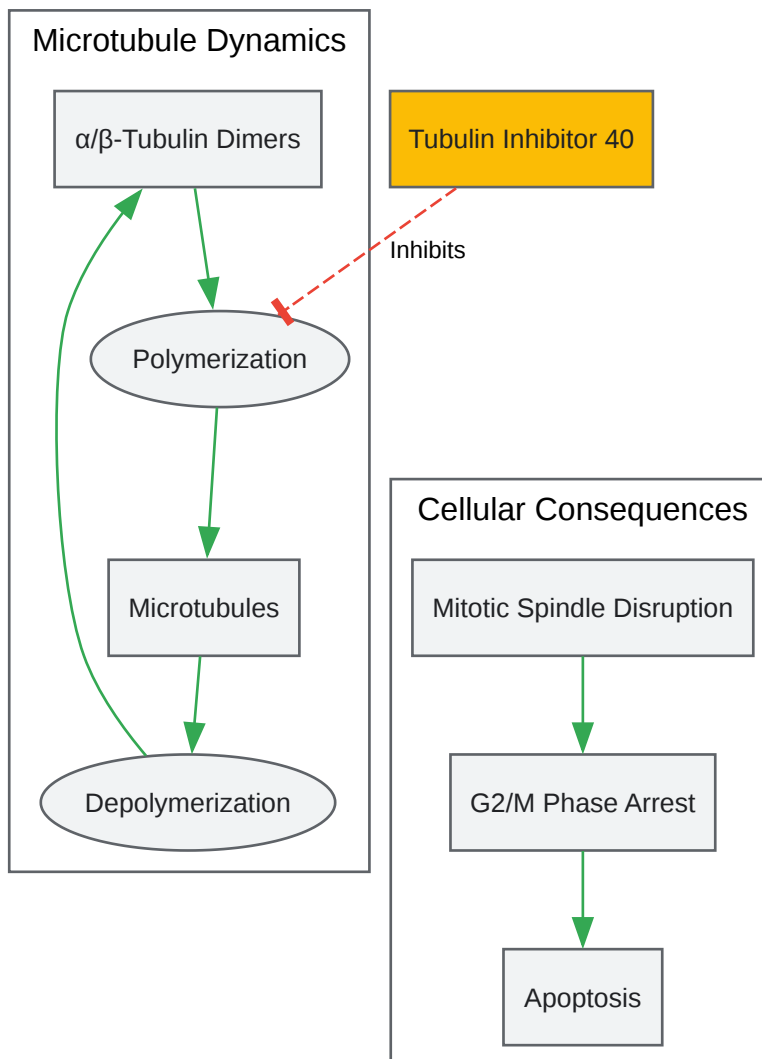 Microtubule Dynamics
α/β-Tubulin Dimers
Tubulin Inhibitor 40
Inhibits
Polymerization
Microtubules
Depolymerization
Cellular Consequences
Mitotic Spindle Disruption
G2/M Phase Arrest
Apoptosis